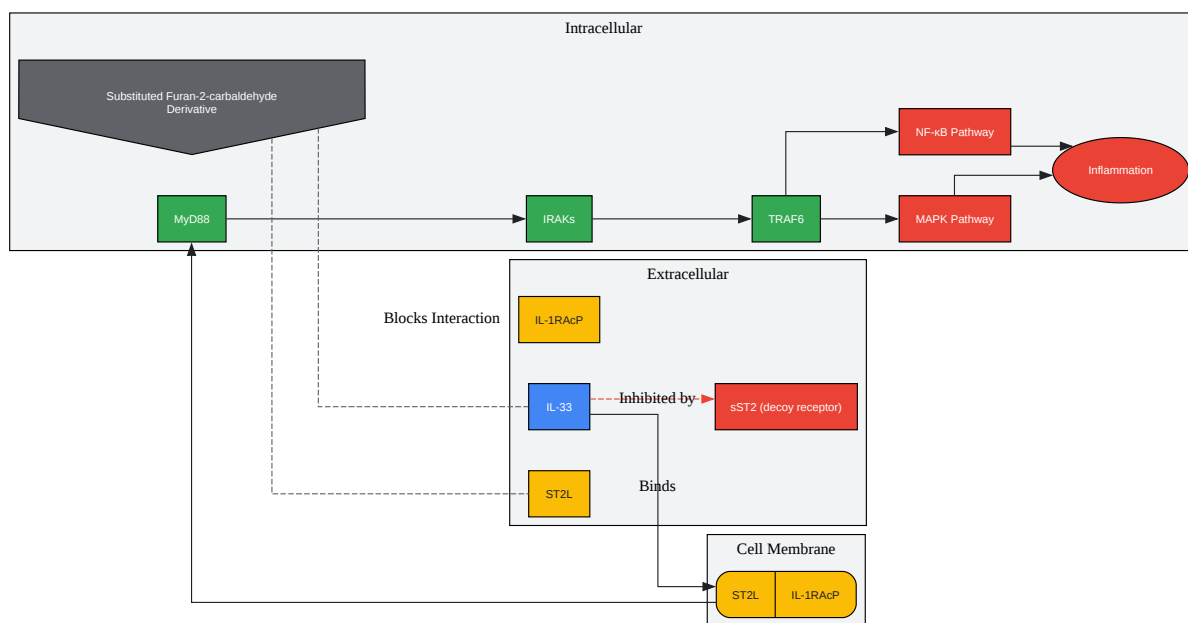 Intracellular
Substituted Furan-2-carbaldehyde
Derivative
NF-κB Pathway
Inflammation
MyD88
IRAKs
TRAF6
MAPK Pathway
Extracellular
Blocks Interaction
IL-1RAcP
IL-33
Inhibited by
sST2 (decoy receptor)
ST2L
Binds
Cell Membrane
ST2L
IL-1RAcP